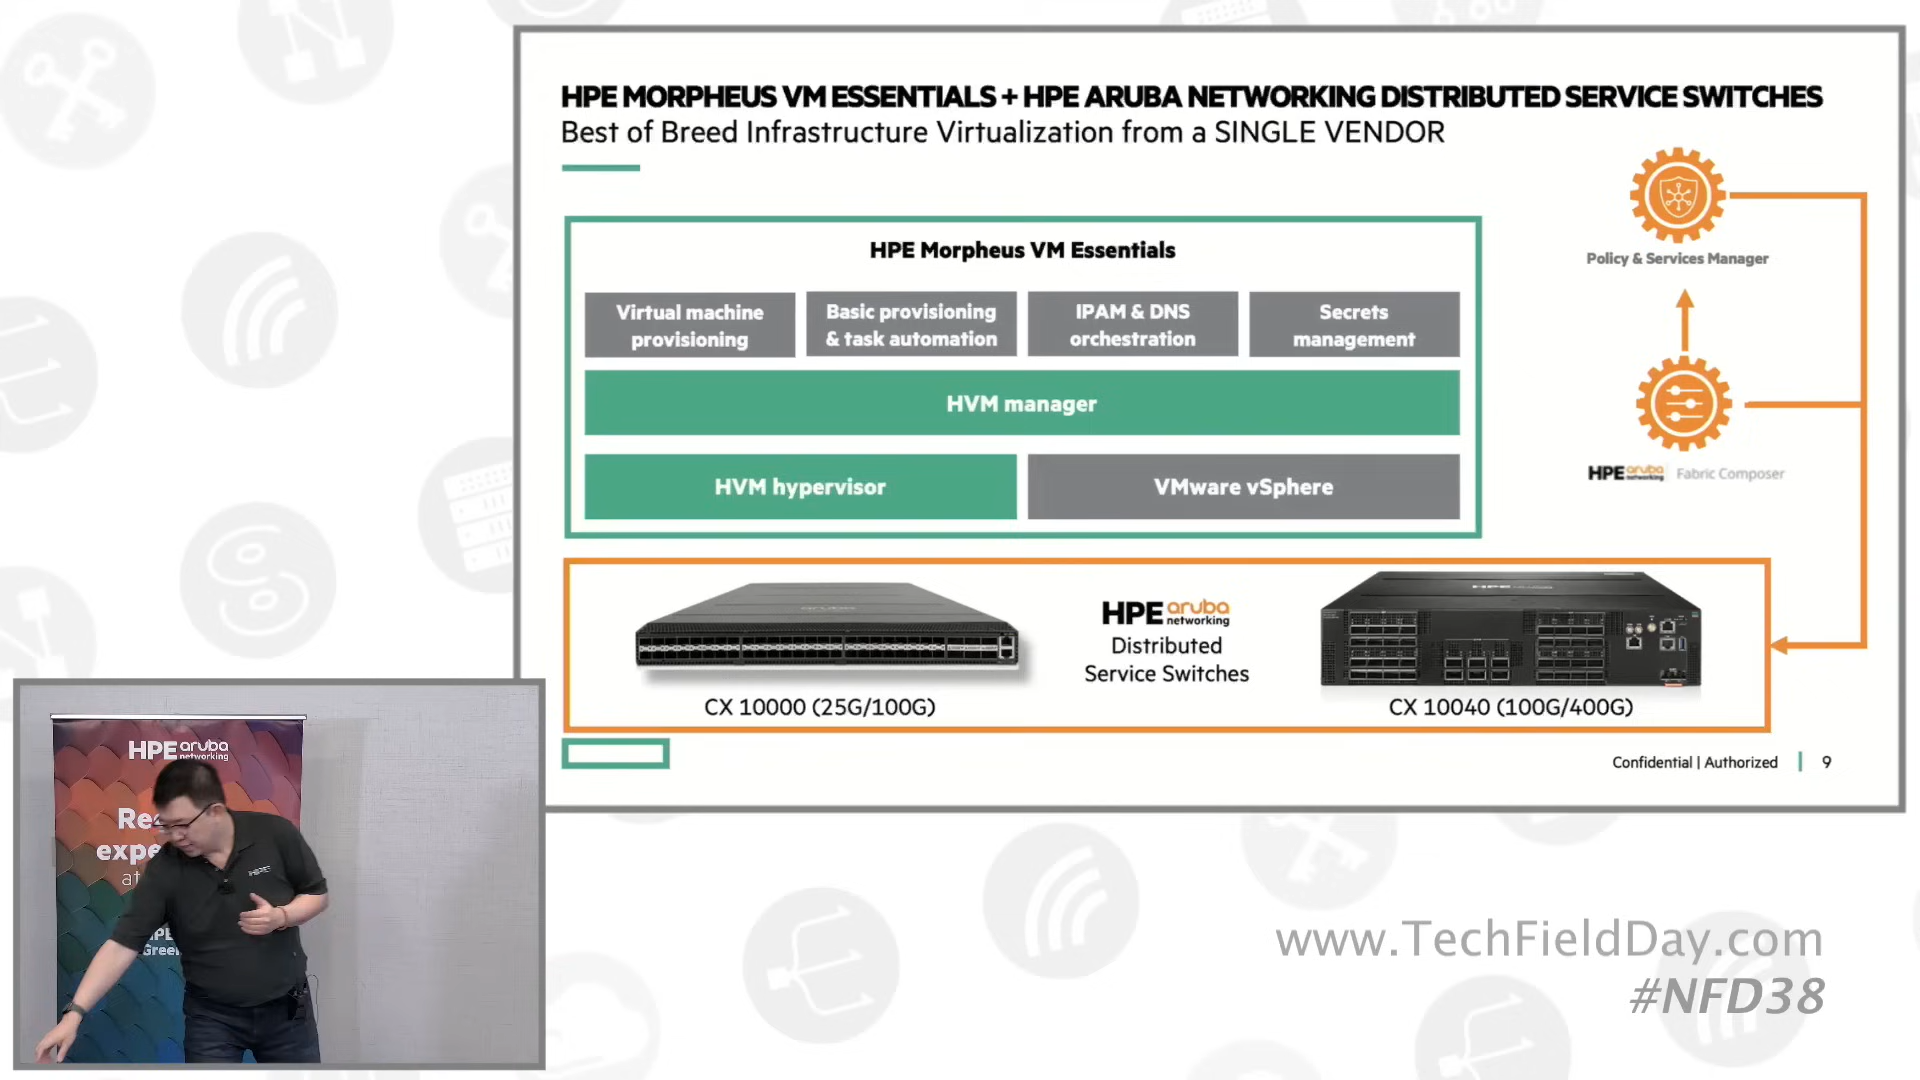 HPE MORPHEUS VM ESSENTIALS + HPE ARUBA NETWORKING DISTRIBUTED SERVICE SWITCHES
Best of Breed Infrastructure Virtualization from a SINGLE VENDOR
HPE Morpheus VM Essentials
Virtual machine
provisioning
Basic provisioning
& task automation
IPAM & DNS
orchestration
Secrets
management
HVM manager
HVM hypervisor
VMware vSphere
Policy & Services Manager
HPE aruba networking | Fabric Composer
HPE aruba
networking
Distributed
Service Switches
CX 10000 (25G/100G)
CX 10040 (100G/400G)
Confidential | Authorized | 9
HPE aruba
networking
at
HPE
www.TechFieldDay.com
#NFD38